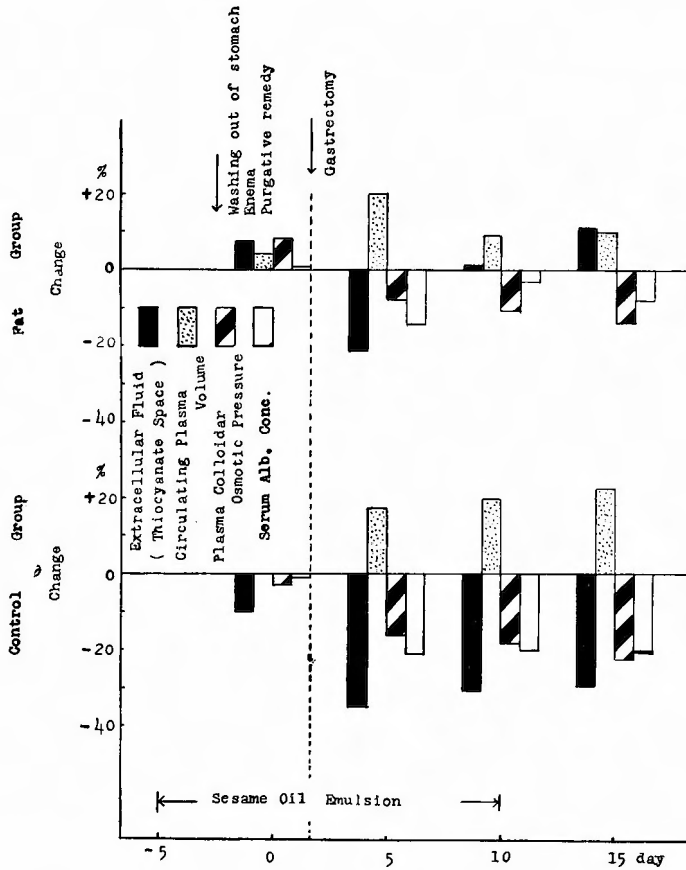 Washing out of stomach
Enema
Purgative remedy
Gastrectomy
%
+20
0
-20
-40
Fat Group
Change
Extracellular Fluid
( Thiocyanate Space )
Circulating Plasma
Volume
Plasma Colloidar
Osmotic Pressure
Serum Alb. Conc.
%
+20
0
-20
-40
Control Group
Change
Sesame Oil Emulsion
-5 0 5 10 15 day